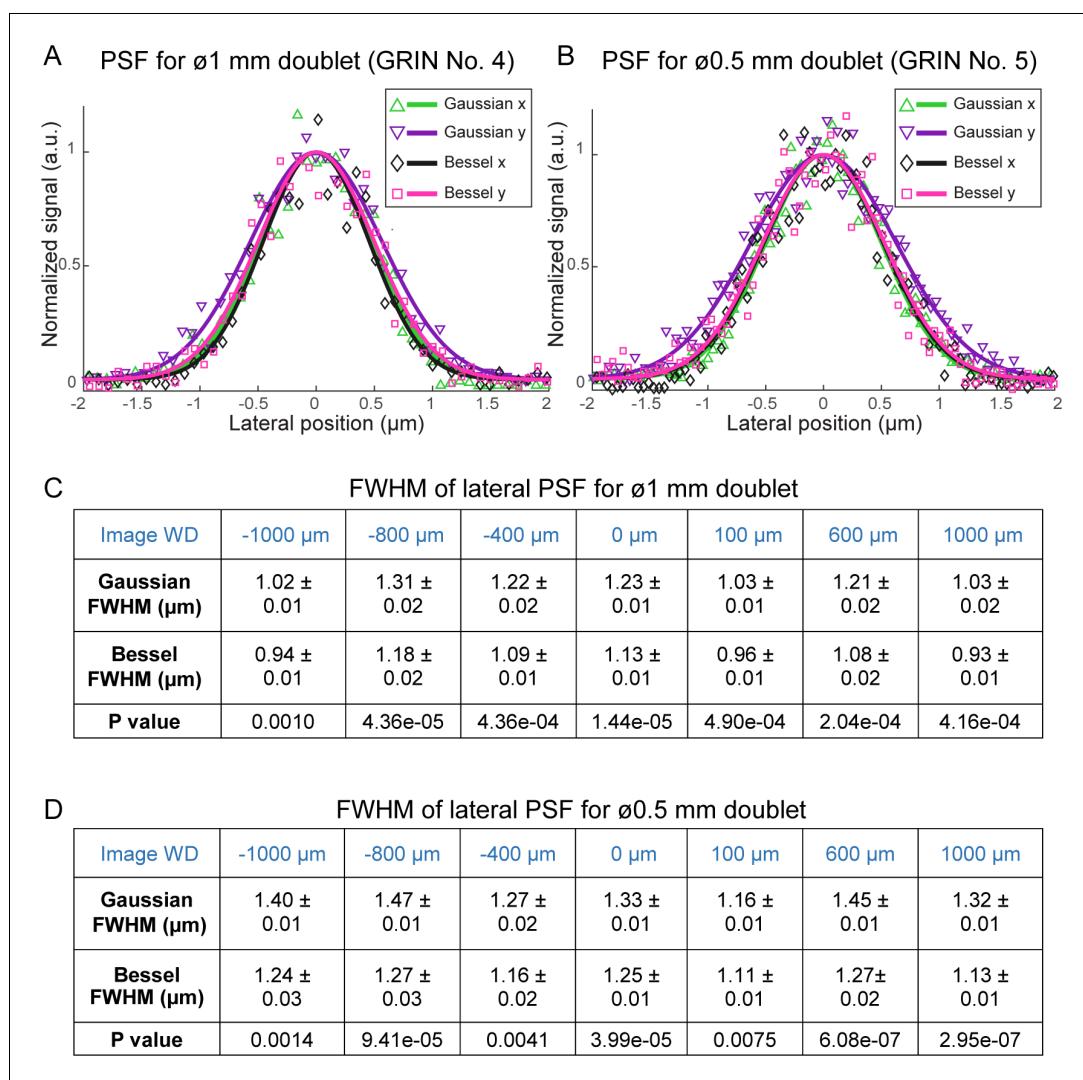 A PSF for ø1 mm doublet (GRIN No. 4)
B PSF for ø0.5 mm doublet (GRIN No. 5)
Normalized signal (a.u.)
1
0.5
0
-2 -1.5 -1 -0.5 0 0.5 1 1.5 2
Lateral position (µm)
Gaussian x
Gaussian y
Bessel x
Bessel y
Normalized signal (a.u.)
1
0.5
0
-2 -1.5 -1 -0.5 0 0.5 1 1.5 2
Lateral position (µm)
Gaussian x
Gaussian y
Bessel x
Bessel y
C FWHM of lateral PSF for ø1 mm doublet
Image WD -1000 µm -800 µm -400 µm 0 µm 100 µm 600 µm 1000 µm
Gaussian 1.02 ± 1.31 ± 1.22 ± 1.23 ± 1.03 ± 1.21 ± 1.03 ±
FWHM (µm) 0.01 0.02 0.02 0.01 0.01 0.02 0.02
Bessel 0.94 ± 1.18 ± 1.09 ± 1.13 ± 0.96 ± 1.08 ± 0.93 ±
FWHM (µm) 0.01 0.02 0.01 0.01 0.01 0.02 0.01
P value 0.0010 4.36e-05 4.36e-04 1.44e-05 4.90e-04 2.04e-04 4.16e-04
D FWHM of lateral PSF for ø0.5 mm doublet
Image WD -1000 µm -800 µm -400 µm 0 µm 100 µm 600 µm 1000 µm
Gaussian 1.40 ± 1.47 ± 1.27 ± 1.33 ± 1.16 ± 1.45 ± 1.32 ±
FWHM (µm) 0.01 0.01 0.02 0.01 0.01 0.01 0.01
Bessel 1.24 ± 1.27 ± 1.16 ± 1.25 ± 1.11 ± 1.27± 1.13 ±
FWHM (µm) 0.03 0.03 0.02 0.01 0.01 0.02 0.01
P value 0.0014 9.41e-05 0.0041 3.99e-05 0.0075 6.08e-07 2.95e-07